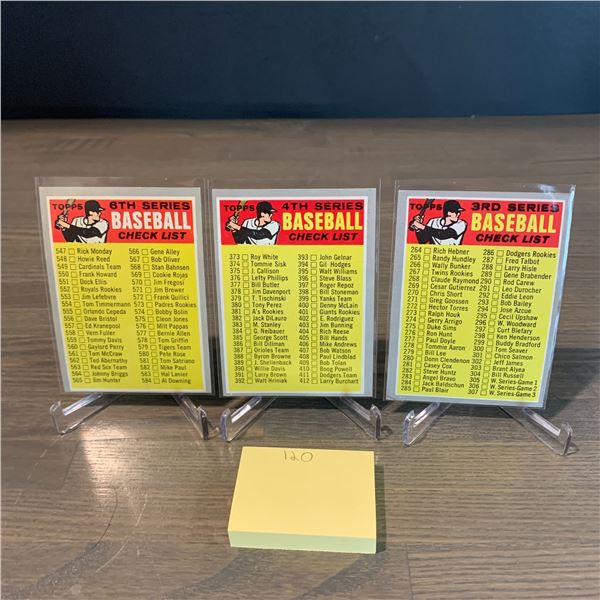 TOPPS 6TH SERIES
BASEBALL
CHECK LIST
547 Rick Monday
548 Howie Reed
549 Cardinals Team
550 Frank Howard
551 Dock Ellis
552 Royals Rookies
553 Jim Lefebvre
554 Tom Timmermann
555 Orlando Cepeda
556 Dave Bristol
557 Ed Kranepool
558 Vern Fuller
559 Tommy Davis
560 Gaylord Perry
561 Tom McCraw
562 Ted Abernathy
563 Red Sox Team
564 Johnny Briggs
565 Jim Hunter
566 Gene Alley
567 Bob Oliver
568 Stan Bahnsen
569 Cookie Rojas
570 Jim Fregosi
571 Jim Brewer
572 Frank Quilici
573 Padres Rookies
574 Bobby Bolin
575 Cleon Jones
576 Milt Pappas
577 Bernie Allen
578 Tom Griffin
579 Tigers Team
580 Pete Rose
581 Tom Satriano
582 Mike Paul
583 Hal Lanier
584 Al Downing
TOPPS 4TH SERIES
BASEBALL
CHECK LIST
373 Roy White
374 Tommie Sisk
375 J. Callison
376 Lefty Phillips
377 Bill Butler
378 Jim Davenport
379 T. Tischinski
380 Tony Perez
381 A's Rookies
382 Jack DiLauro
383 M. Stanley
384 G. Neibauer
385 George Scott
386 Bill Dillman
387 Orioles Team
388 Byron Browne
389 J. Shellenback
390 Willie Davis
391 Larry Brown
392 Walt Hriniak
393 John Gelnar
394 Gil Hodges
395 Walt Williams
396 Steve Blass
397 Roger Repoz
398 Bill Stoneman
399 Yanks Team
400 Denny McLain
401 Giants Rookies
402 E. Rodriguez
403 Jim Bunning
404 Rich Reese
405 Bill Hands
406 Mike Andrews
407 Bob Watson
408 Paul Lindblad
409 Bob Tolan
410 Boog Powell
411 Dodgers Team
412 Larry Burchart
TOPPS 3RD SERIES
BASEBALL
CHECK LIST
264 Rich Hebner
265 Randy Hundley
266 Wally Bunker
267 Twins Rookies
268 Claude Raymond
269 Cesar Gutierrez
270 Chris Short
271 Greg Goossen
272 Hector Torres
273 Ralph Houk
274 Gerry Arrigo
275 Duke Sims
276 Ron Hunt
277 Paul Doyle
278 Tommie Aaron
279 Bill Lee
280 Donn Clendenon
281 Casey Cox
282 Steve Huntz
283 Angel Bravo
284 Jack Baldschun
285 Paul Blair
286 Dodgers Rookies
287 Fred Talbot
288 Larry Hisle
289 Gene Brabender
290 Rod Carew
291 Leo Durocher
292 Eddie Leon
293 Bob Bailey
294 Jose Azcue
295 Cecil Upshaw
296 W. Woodward
297 Curt Blefary
298 Ken Henderson
299 Buddy Bradford
300 Tom Seaver
301 Chico Salmon
302 Jeff James
303 Brant Alyea
304 Bill Russell
305 W. Series-Game 1
306 W. Series-Game 2
307 W. Series-Game 3
120